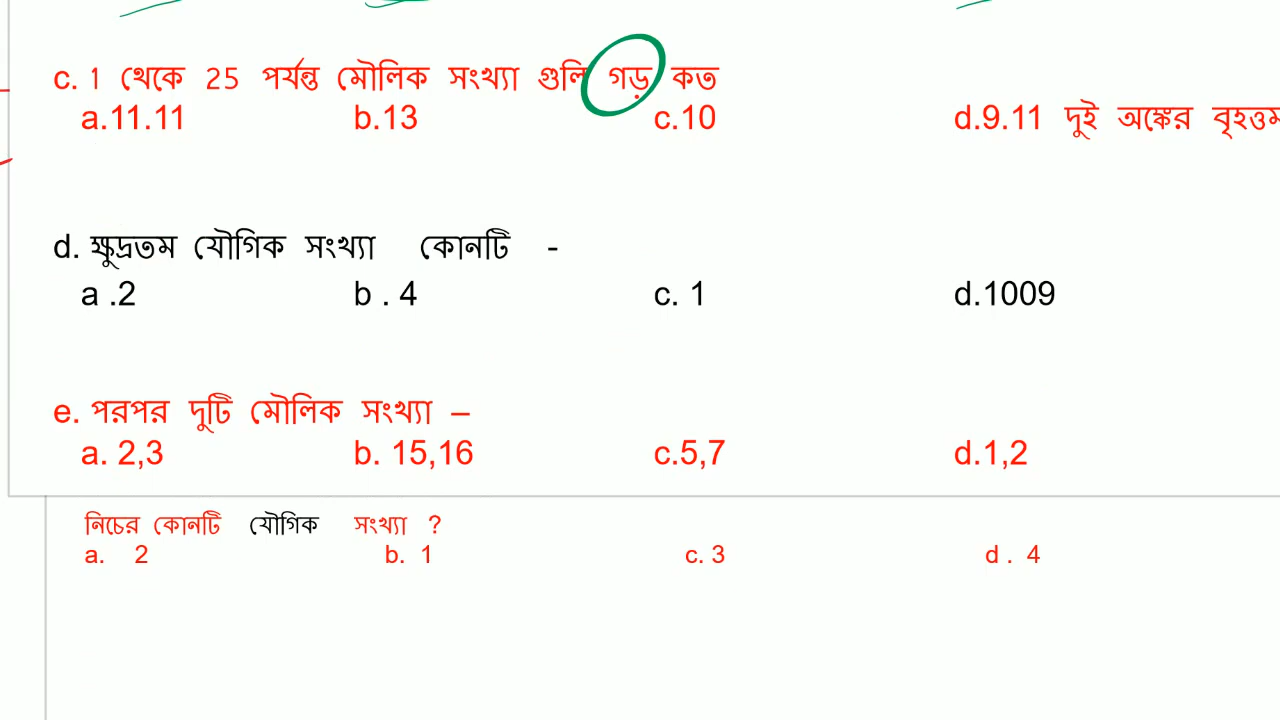 c. 1 থেকে 25 পর্যন্ত মৌলিক সংখ্যা গুলি গড় কত
a.11.11 b.13 c.10 d.9.11 দুই অঙ্কের বৃহত্তম
d. ক্ষুদ্রতম যৌগিক সংখ্যা কোনটি -
a .2 b . 4 c. 1 d.1009
e. পরপর দুটি মৌলিক সংখ্যা –
a. 2,3 b. 15,16 c.5,7 d.1,2
নিচের কোনটি যৌগিক সংখ্যা ?
a. 2 b. 1 c. 3 d . 4